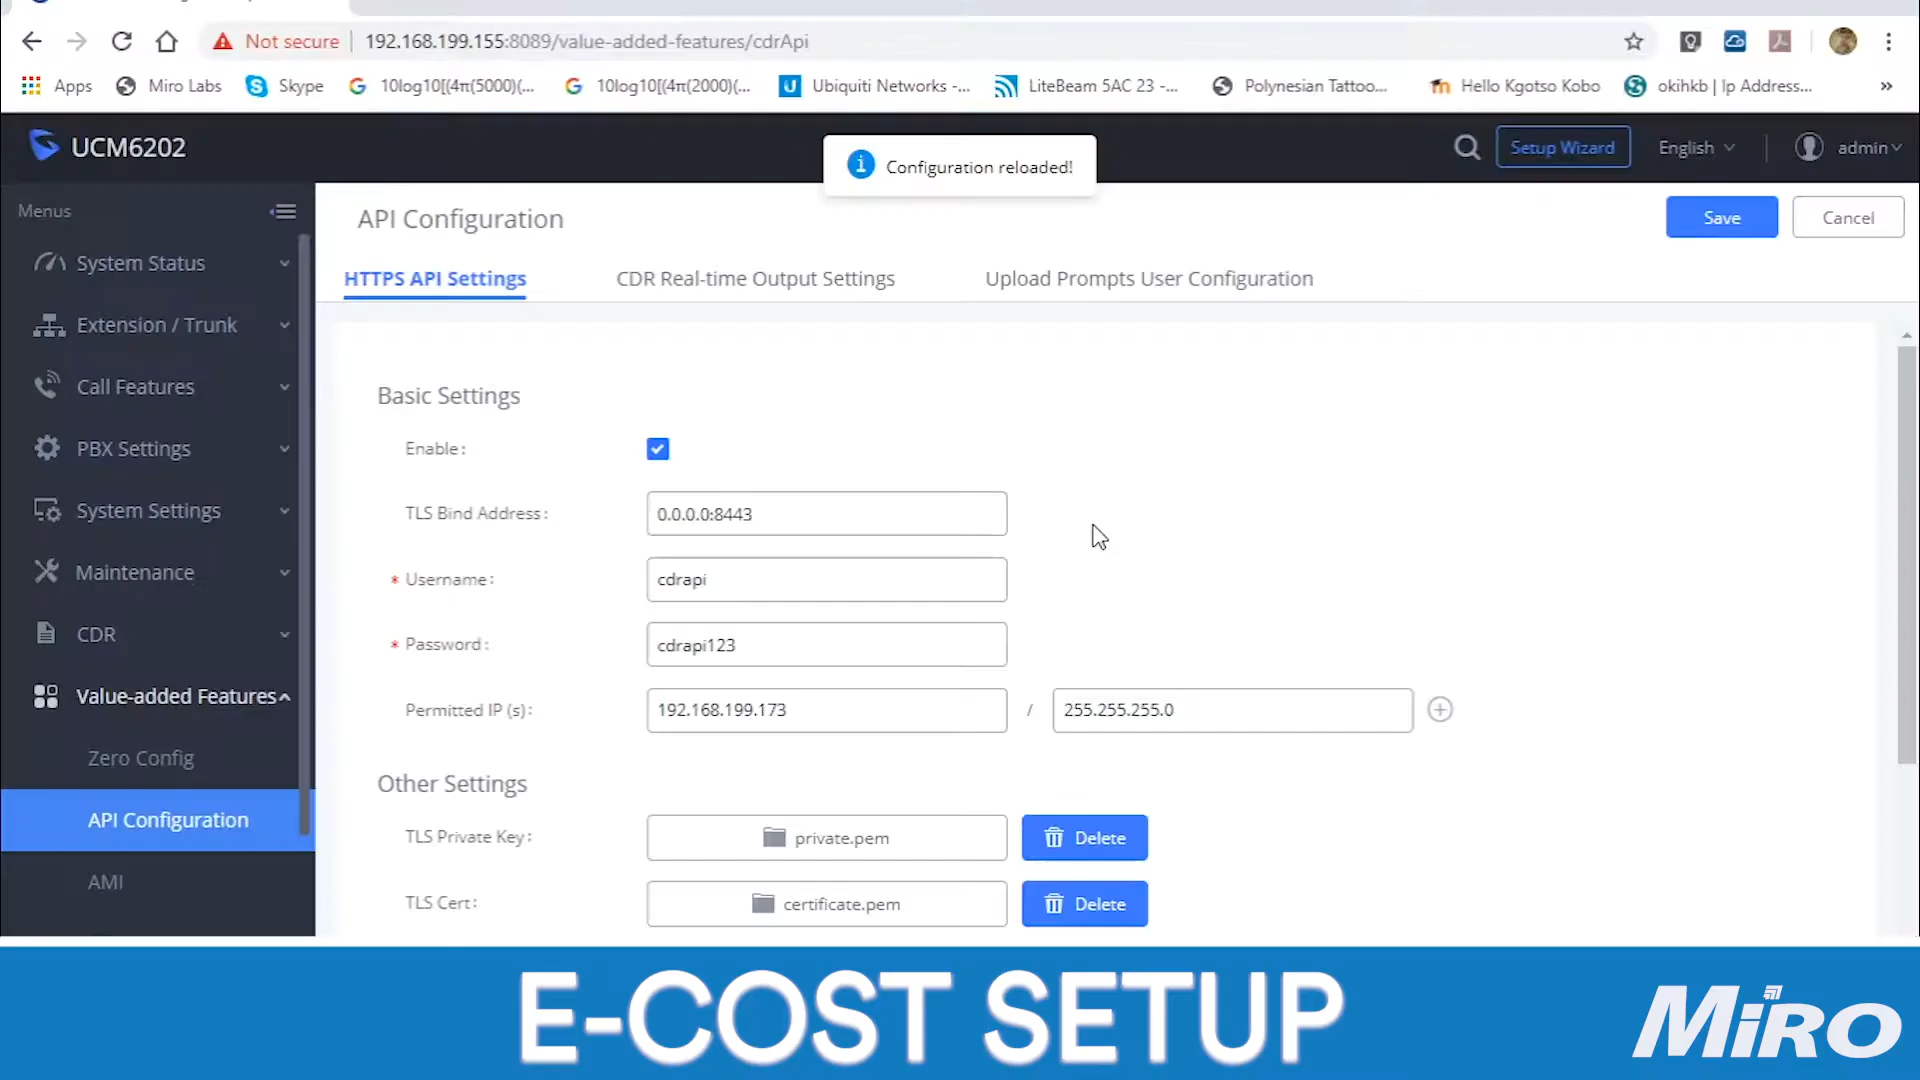 Not secure | 192.168.199.155:8089/value-added-features/cdrApi
Apps Miro Labs Skype 10log10[(4π(5000)(... 10log10[(4π(2000)(... Ubiquiti Networks -... LiteBeam 5AC 23 -... Polynesian Tattoo... Hello Kgotso Kobo okihkb | Ip Address... »
UCM6202
Configuration reloaded!
Setup Wizard
English
admin
Menus
System Status
Extension / Trunk
Call Features
PBX Settings
System Settings
Maintenance
CDR
Value-added Features
Zero Config
API Configuration
AMI
API Configuration
Save
Cancel
HTTPS API Settings
CDR Real-time Output Settings
Upload Prompts User Configuration
Basic Settings
Enable:
TLS Bind Address: 0.0.0.0:8443
* Username: cdrapi
* Password: cdrapi123
Permitted IP (s): 192.168.199.173 / 255.255.255.0
Other Settings
TLS Private Key: private.pem Delete
TLS Cert: certificate.pem Delete
E-COST SETUP
MiRO